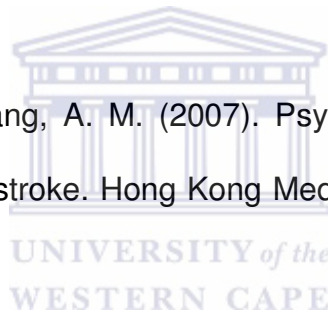 ang, A. M. (2007). Psy
stroke. Hong Kong Med
UNIVERSITY of the
WESTERN CAPE